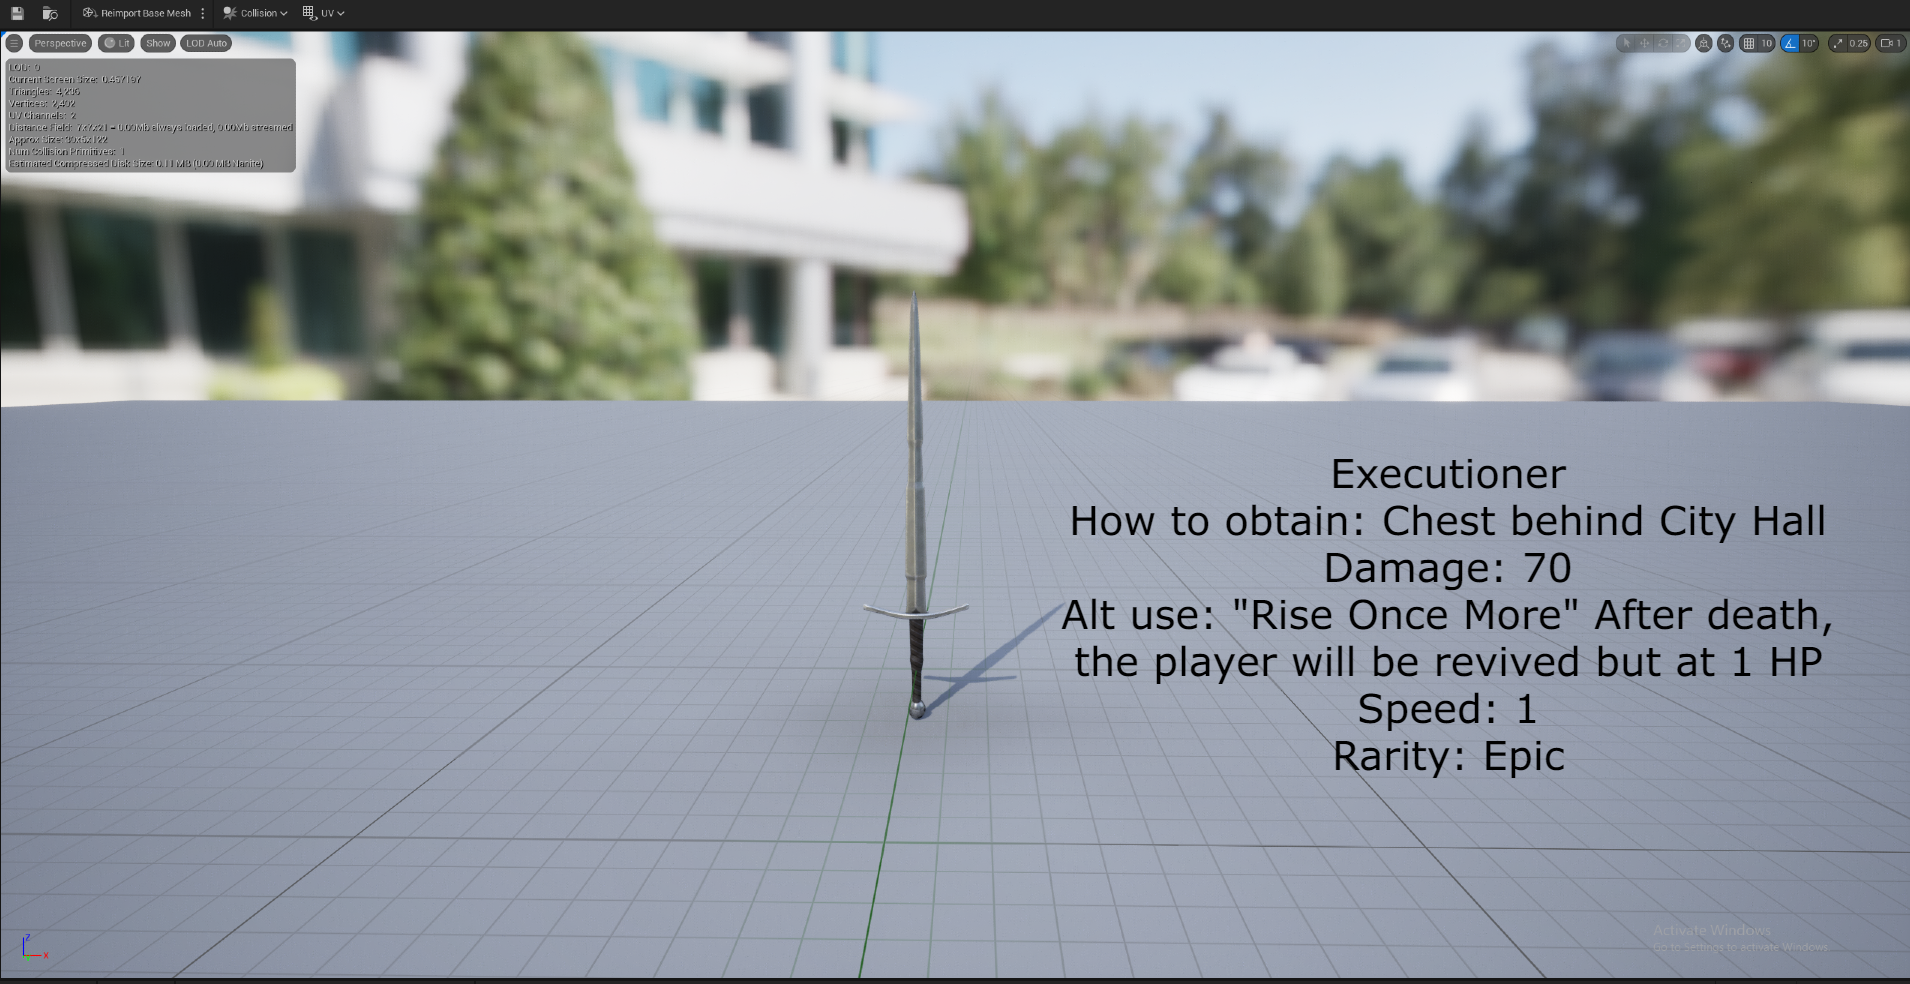 Reimport Base Mesh
Collision
UV
Perspective
Lit
Show
LOD Auto
10
10°
0.25
1
LOD: 0
Current Screen Size: 0.457197
Triangles: 4,236
Vertices: 2,402
UV Channels: 2
Distance Field: 7x7x21 = 0.00Mb always loaded, 0.00Mb streamed
Approx Size: 30x6x122
Num Collision Primitives: 1
Estimated Compressed Disk Size: 0.11 MB (0.00 MB Nanite)
Executioner
How to obtain: Chest behind City Hall
Damage: 70
Alt use: "Rise Once More" After death,
the player will be revived but at 1 HP
Speed: 1
Rarity: Epic
Activate Windows
Go to Settings to activate Windows.
Z
X